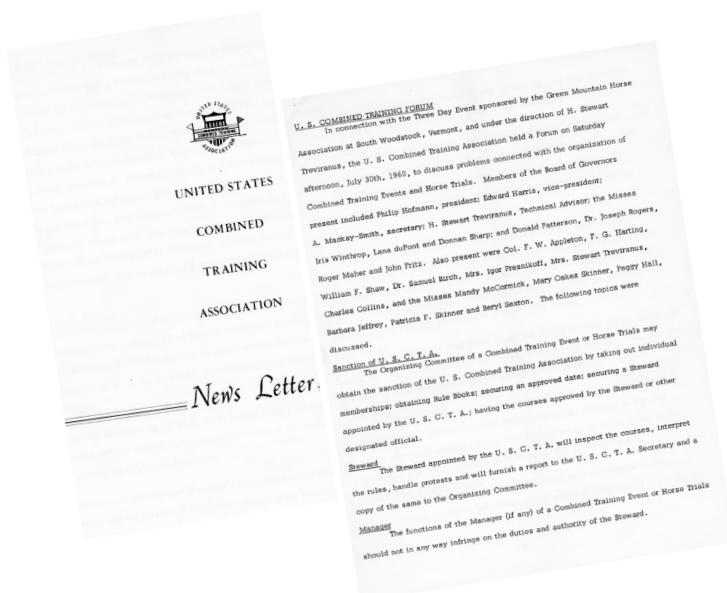 UNITED STATES
COMBINED TRAINING
ASSOCIATION
UNITED STATES
COMBINED
TRAINING
ASSOCIATION
News Letter
U. S. COMBINED TRAINING FORUM
In connection with the Three Day Event sponsored by the Green Mountain Horse
Association at South Woodstock, Vermont, and under the direction of H. Stewart
Treviranus, the U. S. Combined Training Association held a Forum on Saturday
afternoon, July 30th, 1960, to discuss problems connected with the organization of
Combined Training Events and Horse Trials. Members of the Board of Governors
present included Philip Hofmann, president; Edward Harris, vice-president;
A. Mackay-Smith, secretary; H. Stewart Treviranus, Technical Advisor; the Misses
Iris Winthrop, Lana duPont and Donnan Sharp; and Donald Patterson, Dr. Joseph Rogers,
Roger Maher and John Fritz. Also present were Col. F. W. Appleton, F. G. Harting,
William F. Shaw, Dr. Samuel Birch, Mrs. Igor Presnikoff, Mrs. Stewart Treviranus,
Charles Collins, and the Misses Mandy McCormick, Mary Oakes Skinner, Peggy Hall,
Barbara Jeffrey, Patricia F. Skinner and Beryl Sexton. The following topics were
discussed.
Sanction of U. S. C. T. A.
The Organizing Committee of a Combined Training Event or Horse Trials may
obtain the sanction of the U. S. Combined Training Association by taking out individual
memberships; obtaining Rule Books; securing an approved date; securing a Steward
appointed by the U. S. C. T. A.; having the courses approved by the Steward or other
designated official.
Steward
The Steward appointed by the U. S. C. T. A. will inspect the courses, interpret
the rules, handle protests and will furnish a report to the U. S. C. T. A. Secretary and a
copy of the same to the Organizing Committee.
Manager
The functions of the Manager (if any) of a Combined Training Event or Horse Trials
should not in any way infringe on the duties and authority of the Steward.